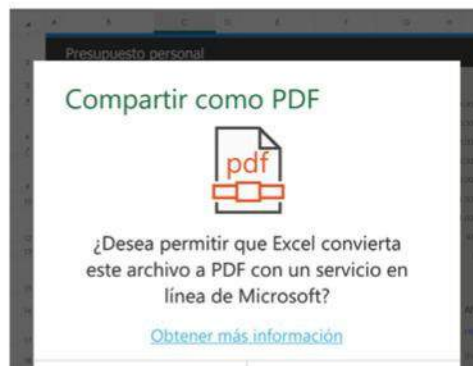 Presupuesto personal
Compartir como PDF
pdf
¿Desea permitir que Excel convierta
este archivo a PDF con un servicio en
línea de Microsoft?
Obtener más información